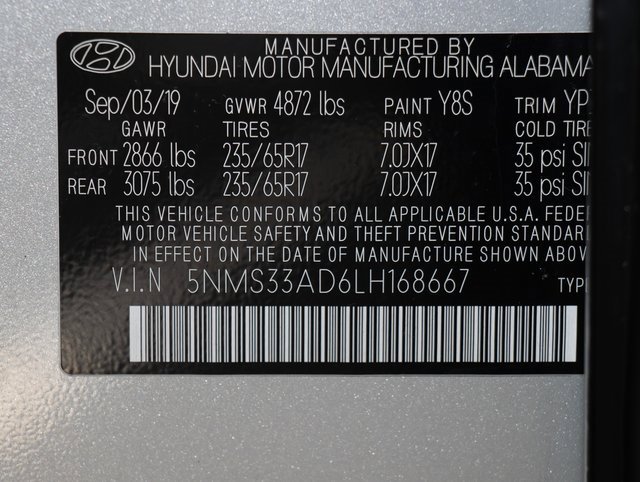 MANUFACTURED BY
HYUNDAI MOTOR MANUFACTURING ALABAMA
Sep/03/19 GVWR 4872 lbs PAINT Y8S TRIM
GAWR TIRES RIMS COLD TIRE
FRONT 2866 lbs 235/65R17 7.0JX17 35 psi
REAR 3075 lbs 235/65R17 7.0JX17 35 psi
THIS VEHICLE CONFORMS TO ALL APPLICABLE U.S.A.
MOTOR VEHICLE SAFETY AND THEFT PREVENTION
IN EFFECT ON THE DATE OF MANUFACTURE SHOWN
V.I.N 5NMS33AD6LH168667